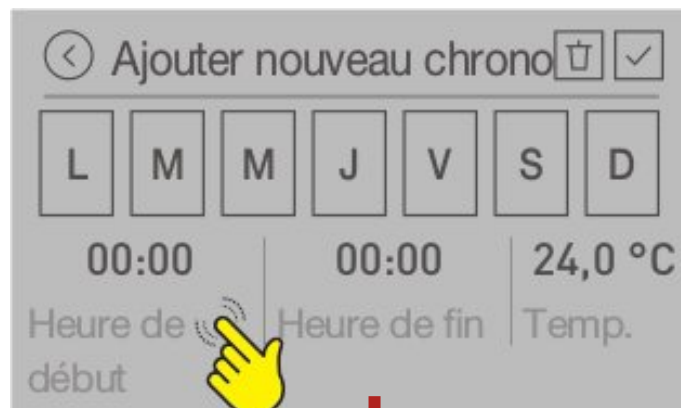 Ajouter nouveau chrono
L M M J V S D
00:00 00:00 24,0 °C
Heure de début Heure de fin Temp.